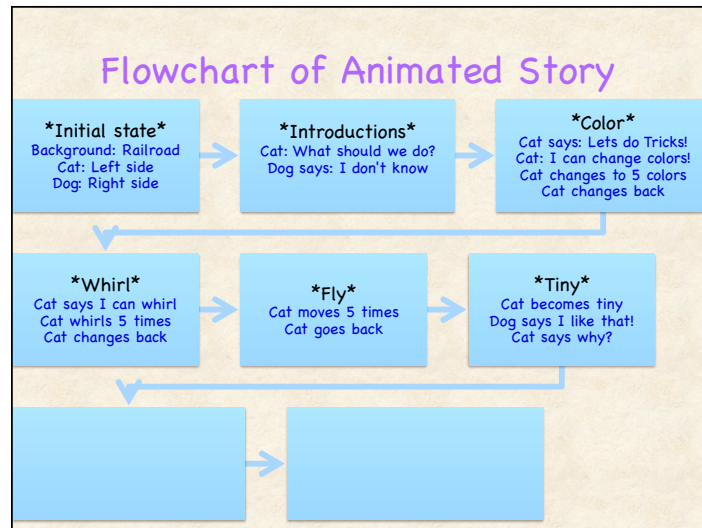 Flowchart of Animated Story
*Initial state*
Background: Railroad
Cat: Left side
Dog: Right side
*Introductions*
Cat: What should we do?
Dog says: I don't know
*Color*
Cat says: Lets do Tricks!
Cat: I can change colors!
Cat changes to 5 colors
Cat changes back
*Whirl*
Cat says I can whirl
Cat whirls 5 times
Cat changes back
*Fly*
Cat moves 5 times
Cat goes back
*Tiny*
Cat becomes tiny
Dog says I like that!
Cat says why?